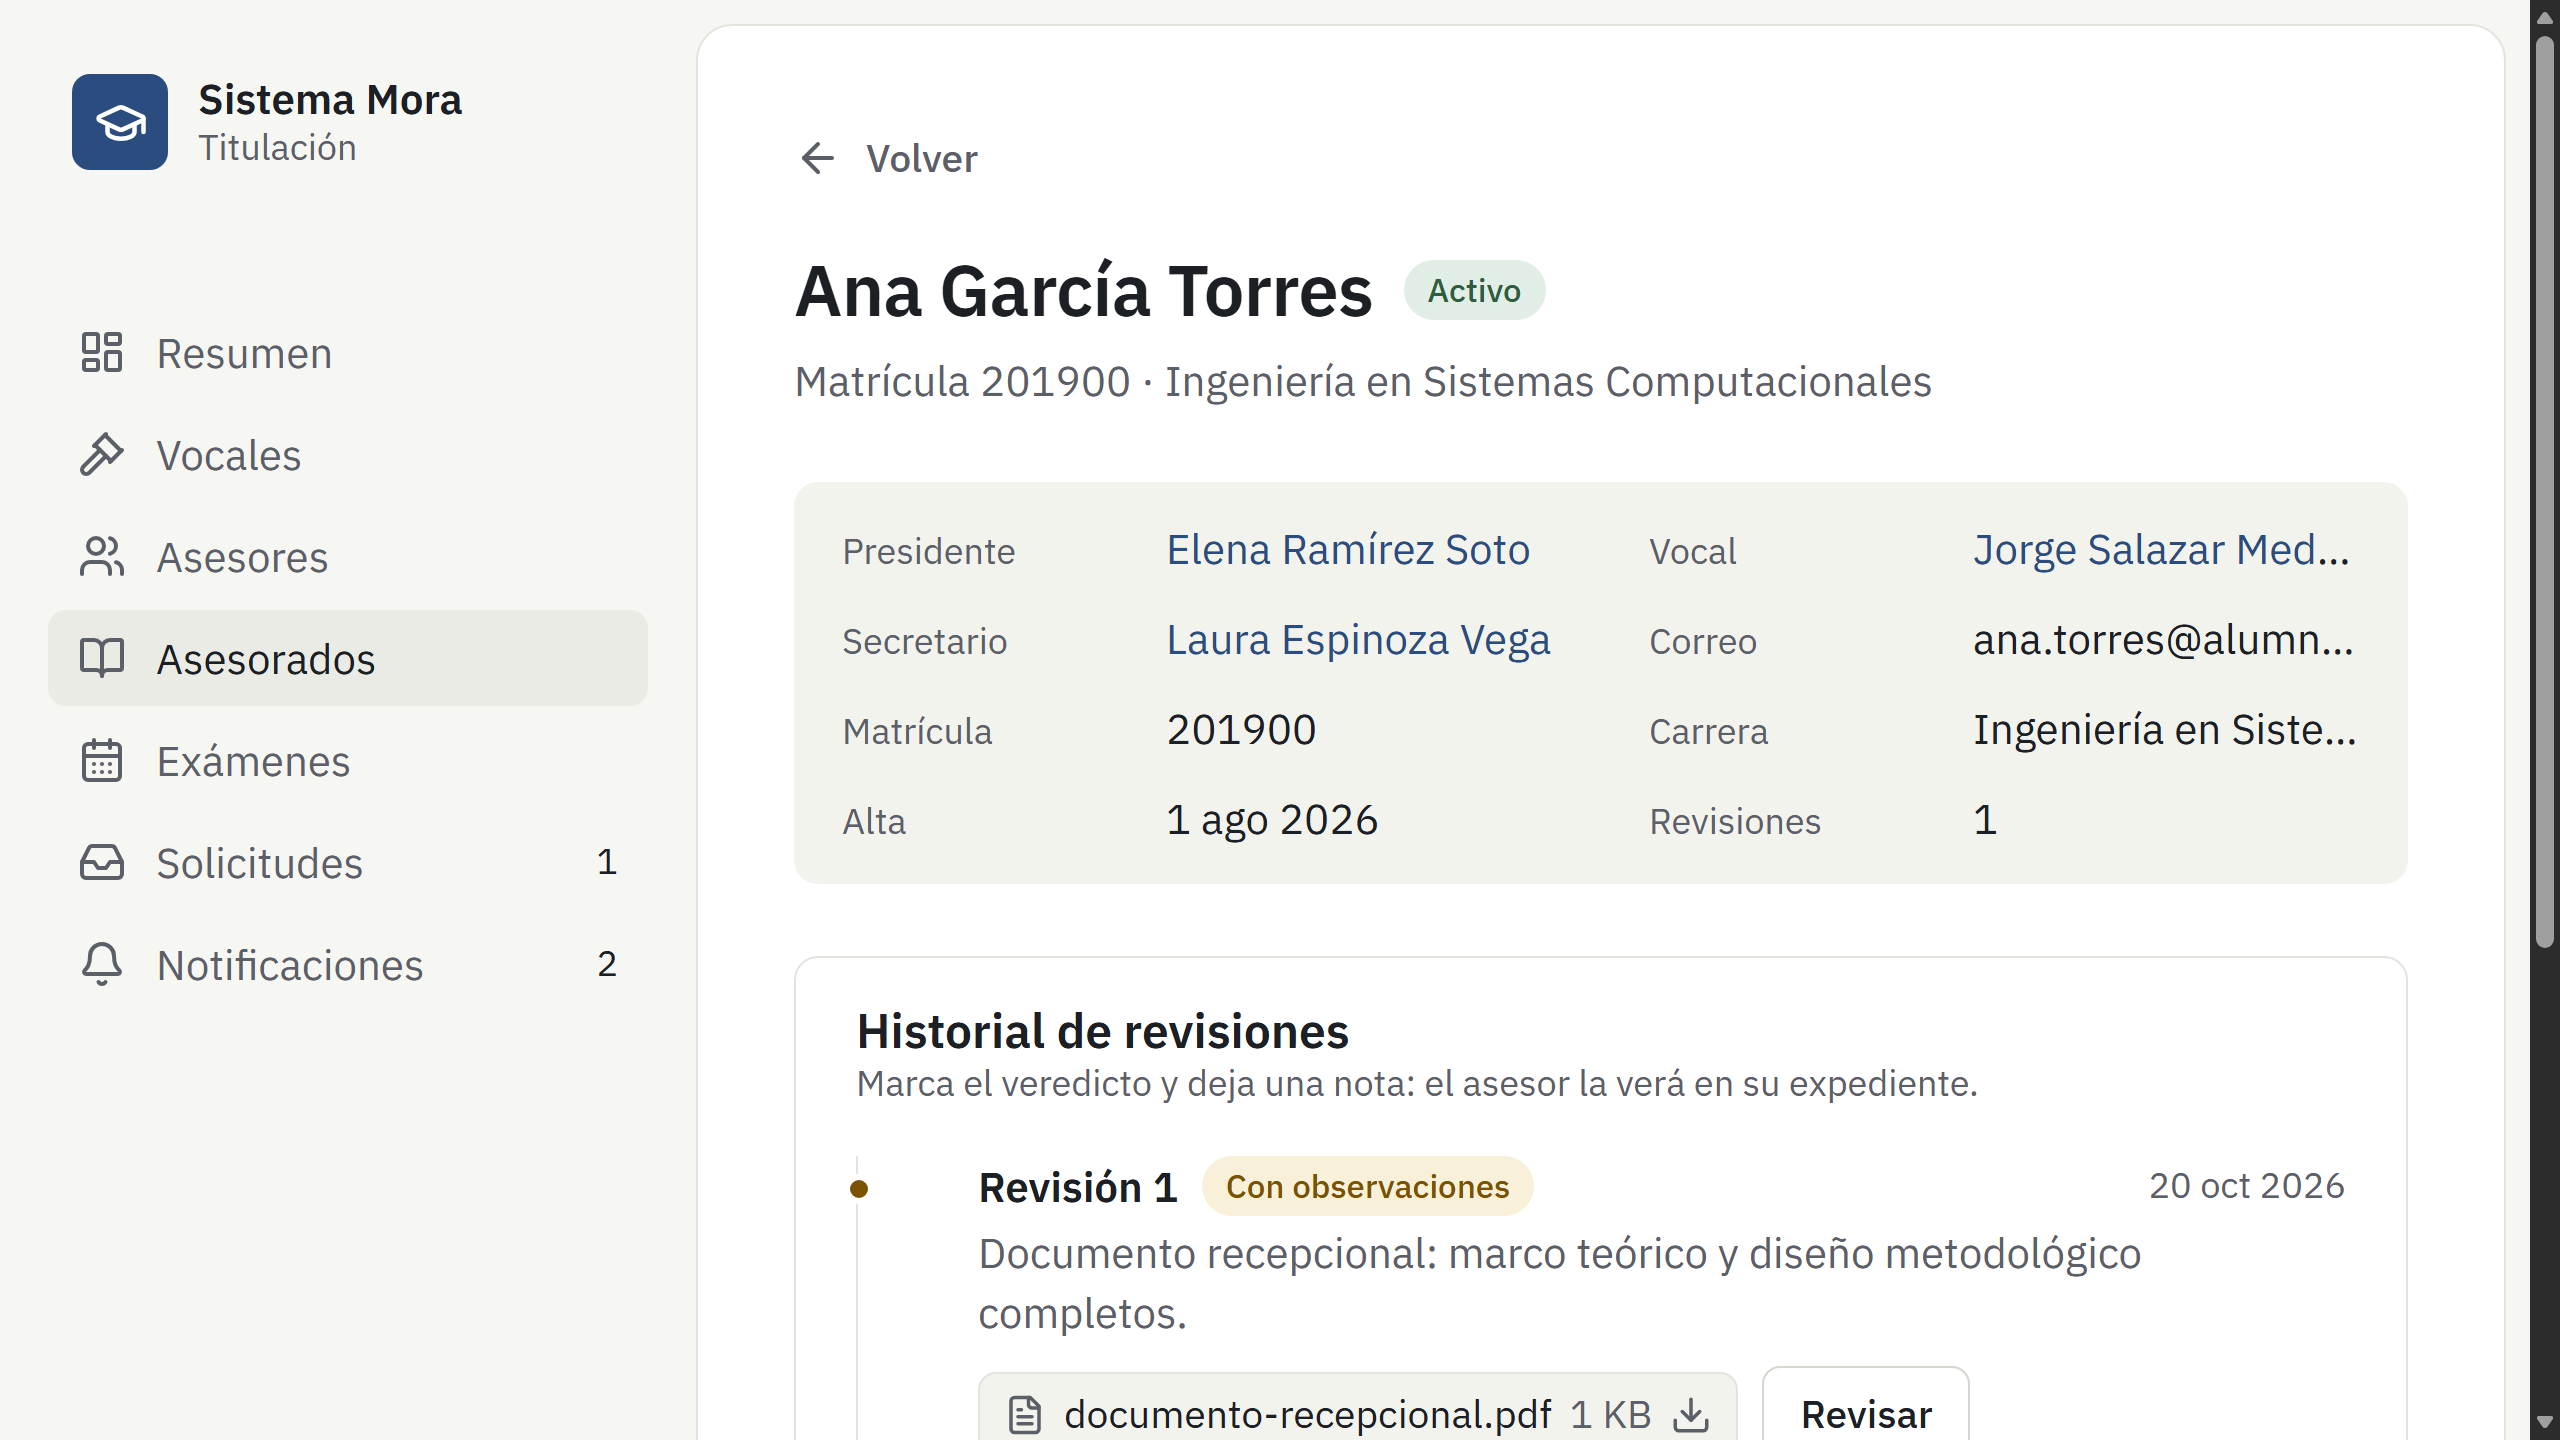 Sistema Mora
Titulación
Resumen
Vocales
Asesores
Asesorados
Exámenes
Solicitudes 1
Notificaciones 2
Volver
Ana García Torres Activo
Matrícula 201900 · Ingeniería en Sistemas Computacionales
Presidente Elena Ramírez Soto Vocal Jorge Salazar Med...
Secretario Laura Espinoza Vega Correo ana.torres@alumn...
Matrícula 201900 Carrera Ingeniería en Siste...
Alta 1 ago 2026 Revisiones 1
Historial de revisiones
Marca el veredicto y deja una nota: el asesor la verá en su expediente.
Revisión 1 Con observaciones 20 oct 2026
Documento recepcional: marco teórico y diseño metodológico
completos.
documento-recepcional.pdf 1 KB Revisar